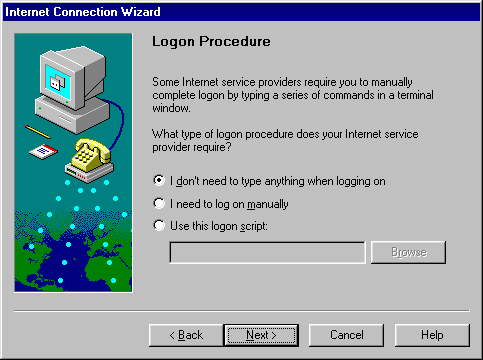 Internet Connection Wizard
Logon Procedure
Some Internet service providers require you to manually
complete logon by typing a series of commands in a terminal
window.
What type of logon procedure does your Internet service
provider require?
I don't need to type anything when logging on
I need to log on manually
Use this logon script:
Browse
< Back
Next >
Cancel
Help